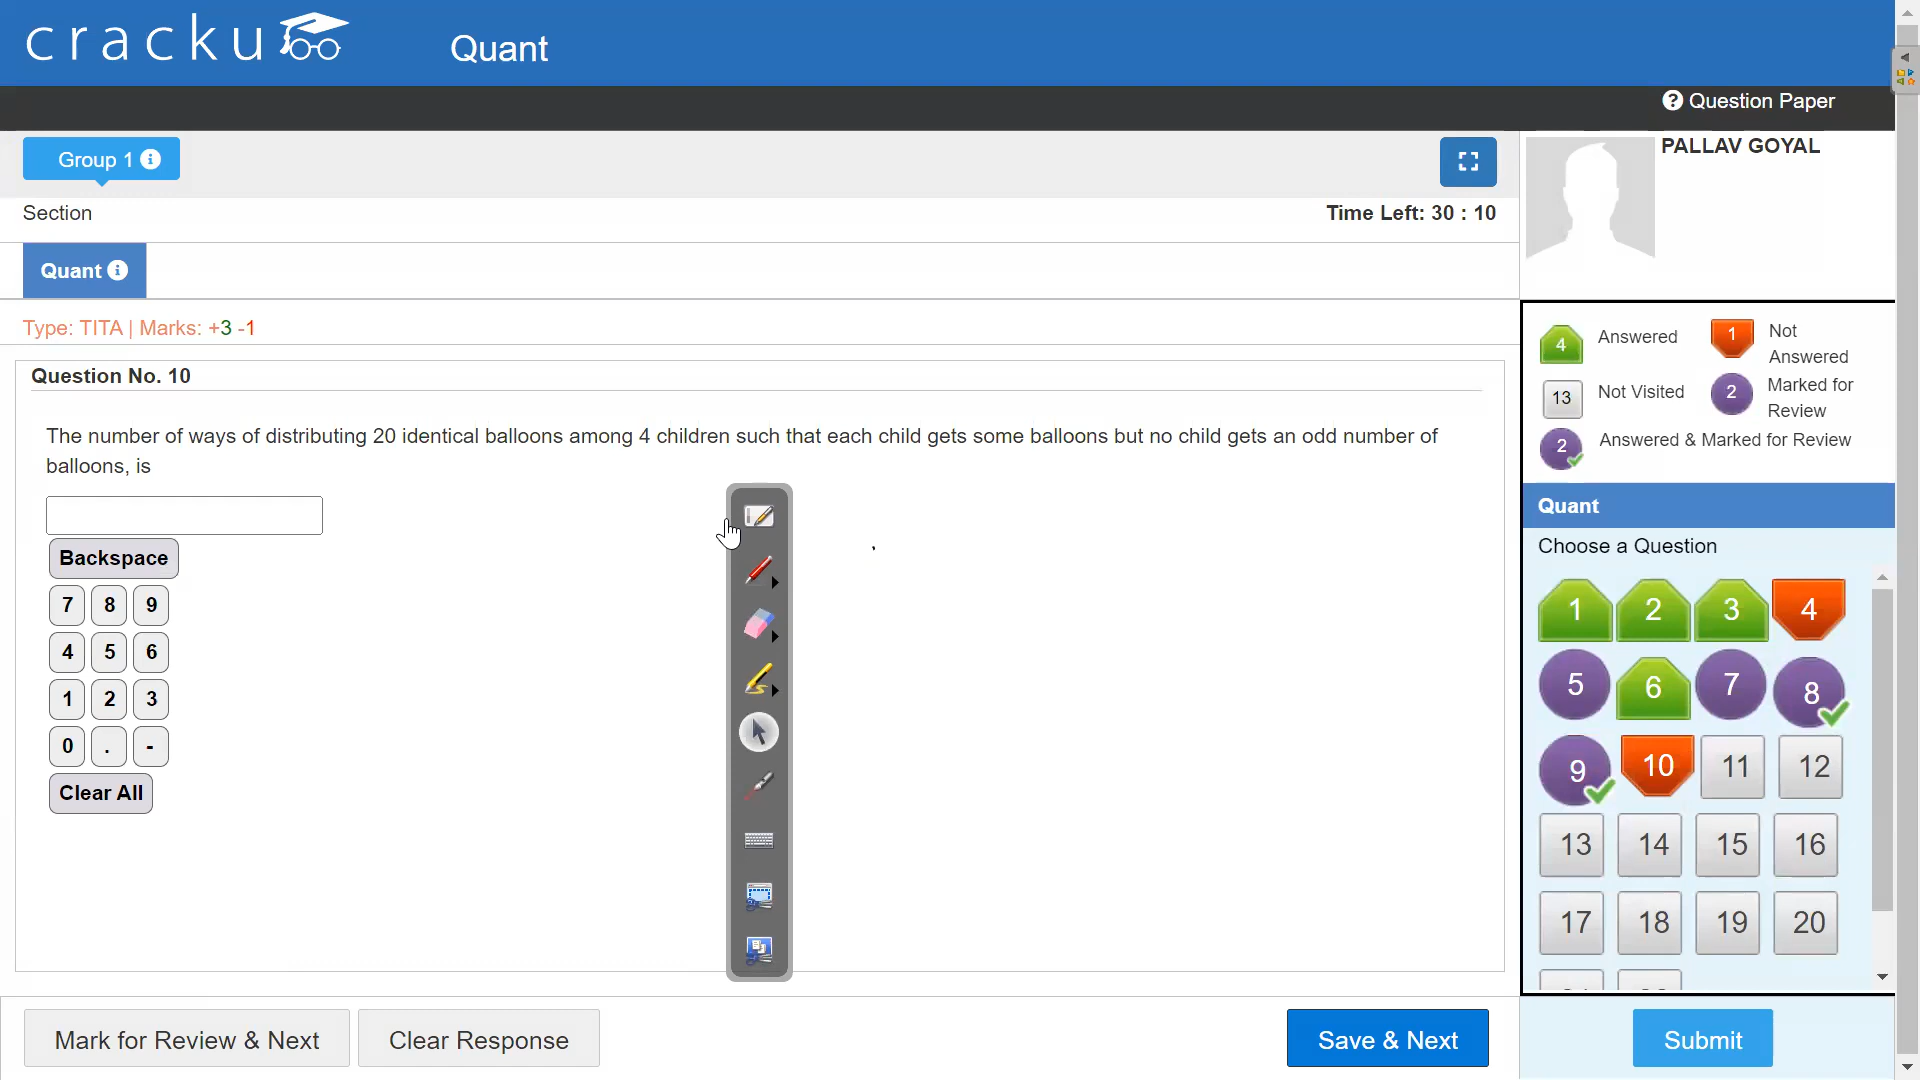 cracku
Quant
Question Paper
Group 1
PALLAV GOYAL
Section
Time Left: 30 : 10
Quant
Type: TITA | Marks: +3 -1
Question No. 10
The number of ways of distributing 20 identical balloons among 4 children such that each child gets some balloons but no child gets an odd number of
balloons, is
Backspace
7 8 9
4 5 6
1 2 3
0 . -
Clear All
Mark for Review & Next
Clear Response
Save & Next
4 Answered
1 Not
Answered
13 Not Visited
2 Marked for
Review
2 Answered & Marked for Review
Quant
Choose a Question
1 2 3 4
5 6 7 8
9 10 11 12
13 14 15 16
17 18 19 20
Submit